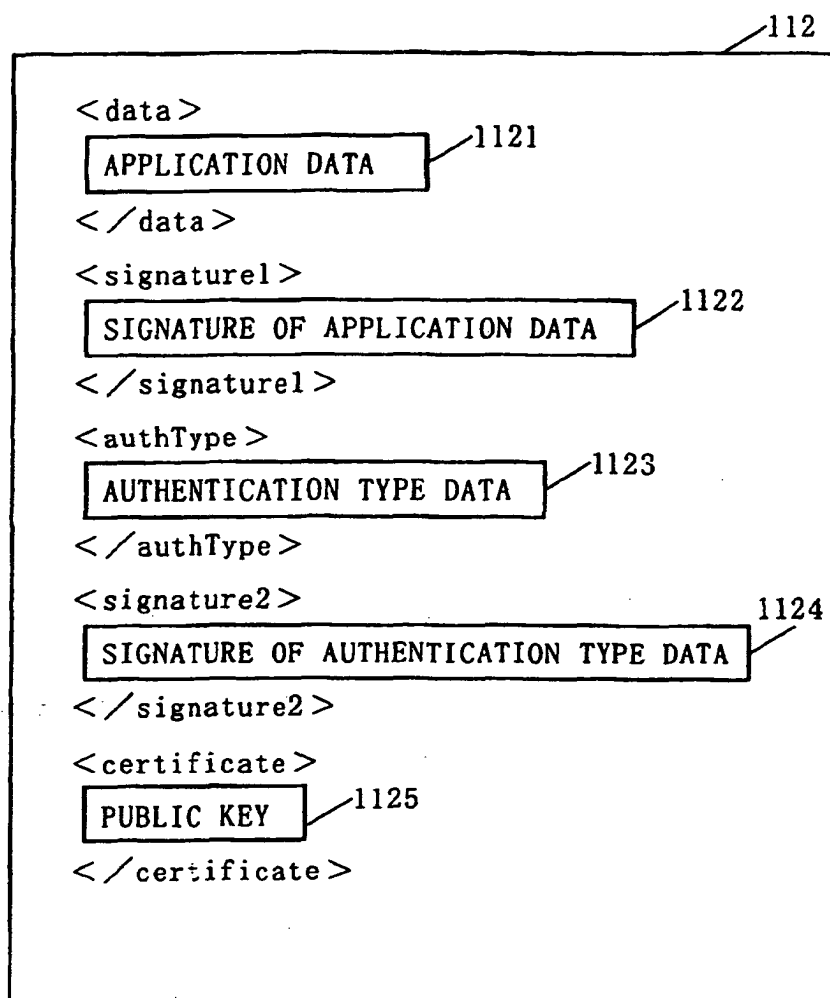 112
<data>
APPLICATION DATA 1121
</data>
<signature1>
SIGNATURE OF APPLICATION DATA 1122
</signature1>
<authType>
AUTHENTICATION TYPE DATA 1123
</authType>
<signature2>
SIGNATURE OF AUTHENTICATION TYPE DATA 1124
</signature2>
<certificate>
PUBLIC KEY 1125
</certificate>